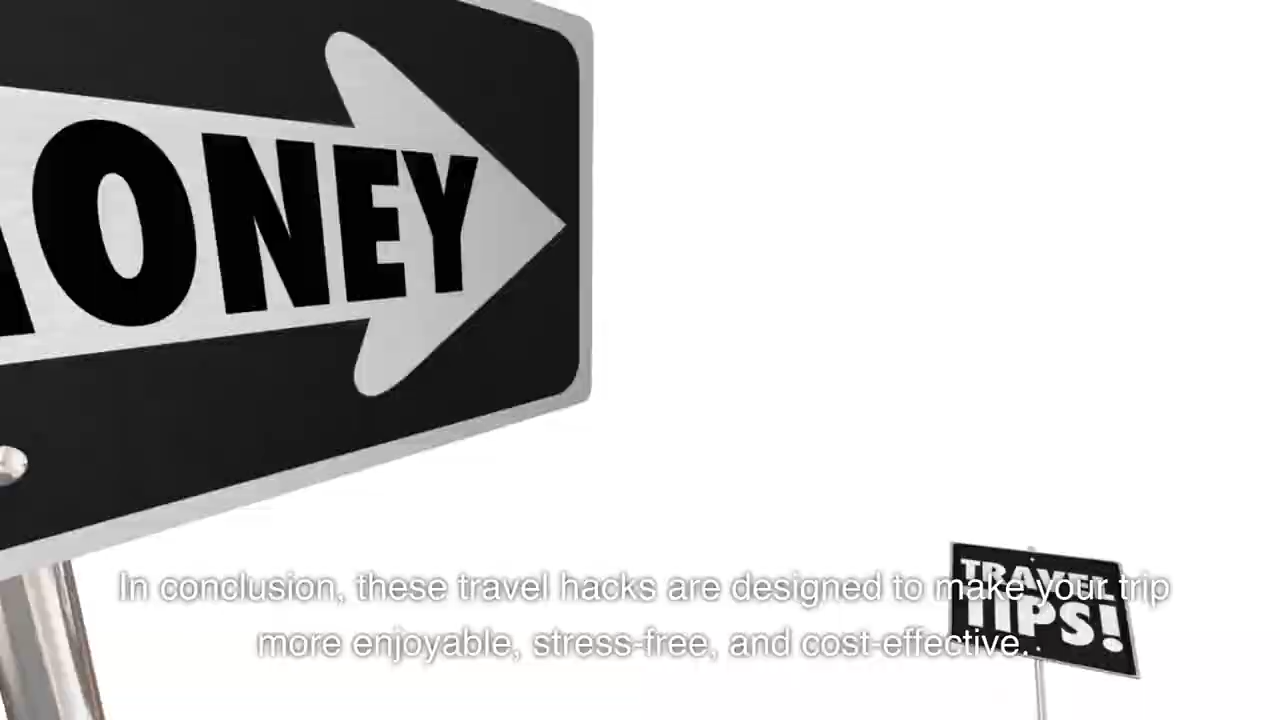 MONEY
TRAVEL
TIPS!
In conclusion, these travel hacks are designed to make your trip
more enjoyable, stress-free, and cost-effective.